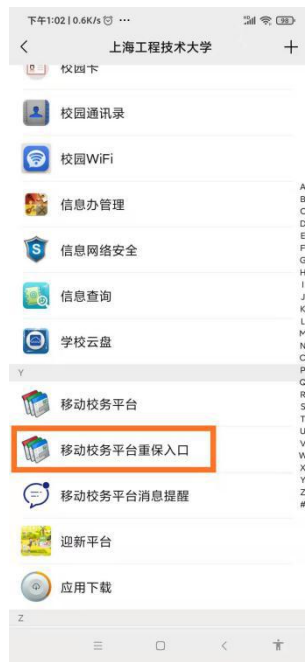 下午1:02 | 0.6K/s
98
上海工程技术大学
校园卡
校园通讯录
校园WiFi
信息办管理
信息网络安全
信息查询
学校云盘
Y
移动校务平台
移动校务平台重保入口
移动校务平台消息提醒
迎新平台
应用下载
Z
A
B
C
D
E
F
G
H
I
J
K
L
M
N
O
P
Q
R
S
T
U
V
W
X
Y
Z
#